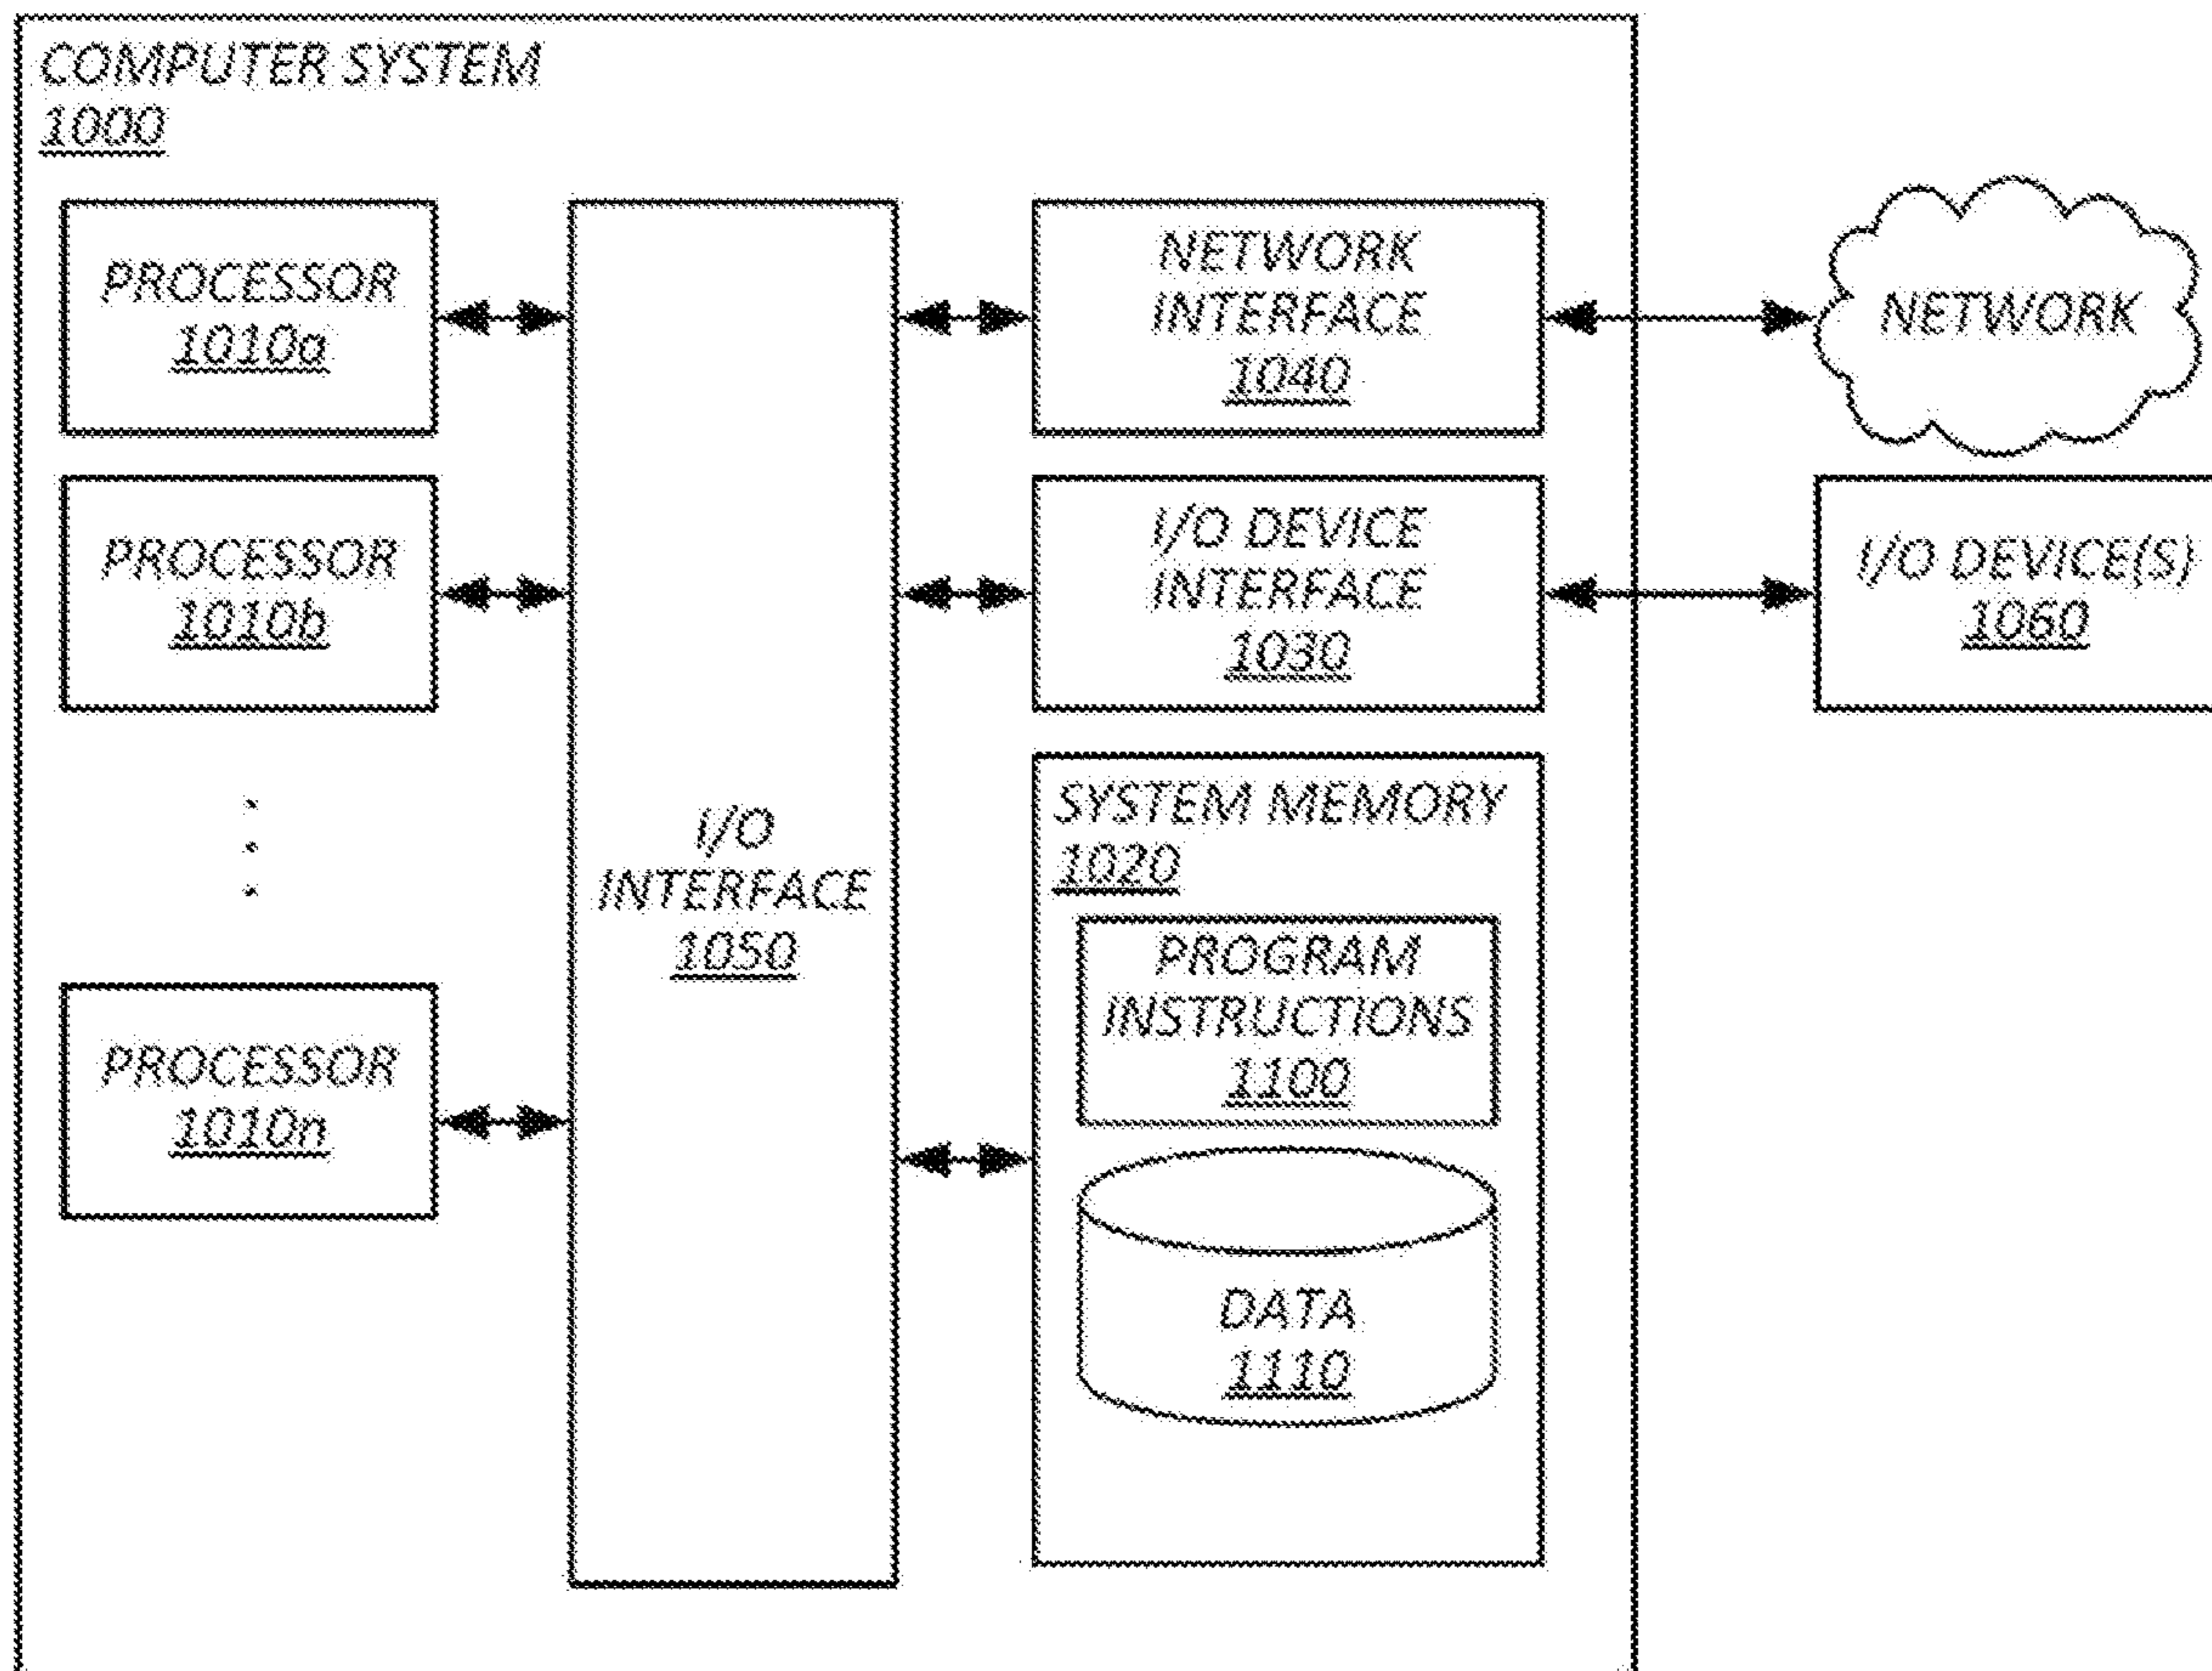 COMPUTER SYSTEM
1000
PROCESSOR
1010a
PROCESSOR
1010b
PROCESSOR
1010n
I/O
INTERFACE
1050
NETWORK
INTERFACE
1040
I/O DEVICE
INTERFACE
1030
SYSTEM MEMORY
1020
PROGRAM
INSTRUCTIONS
1100
DATA
1110
NETWORK
I/O DEVICE(S)
1060